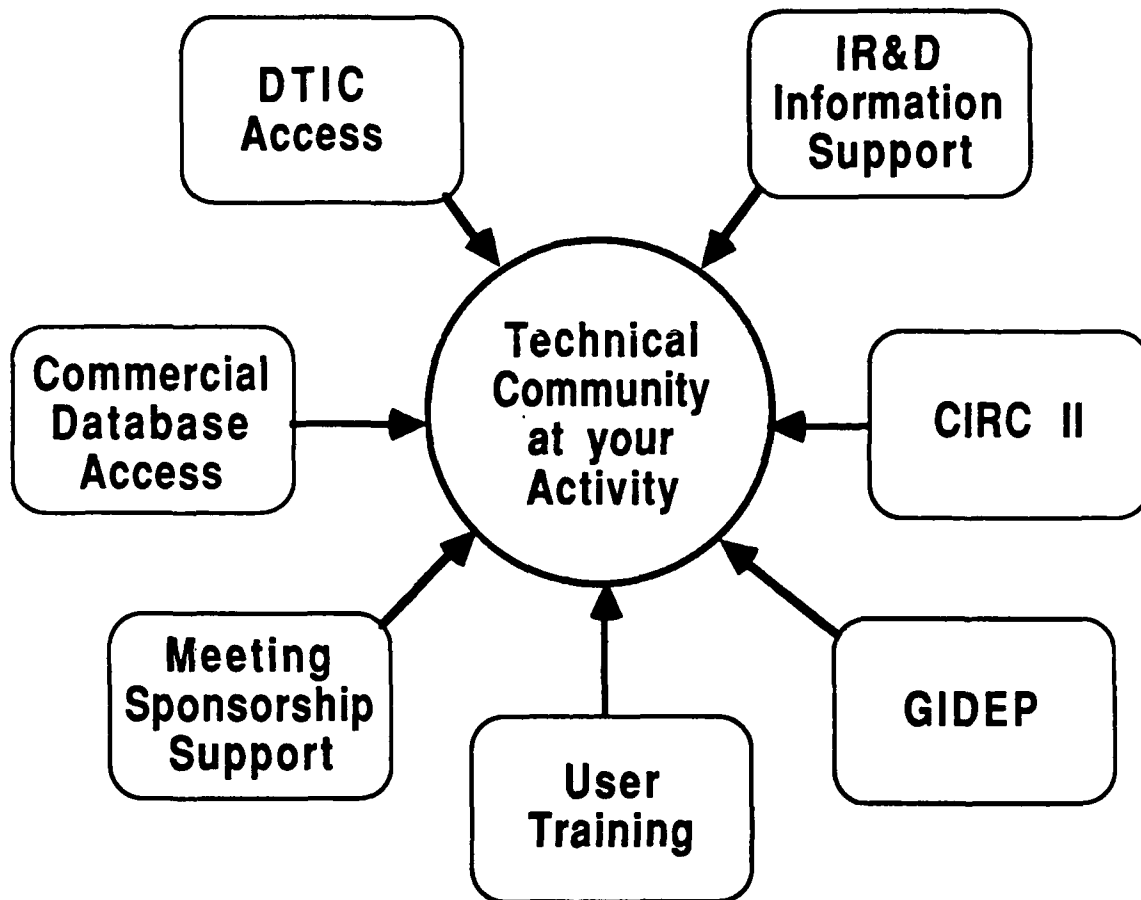 DTIC
Access
IR&D
Information
Support
Technical
Community
at your
Activity
Commercial
Database
Access
CIRC II
Meeting
Sponsorship
Support
User
Training
GIDEP